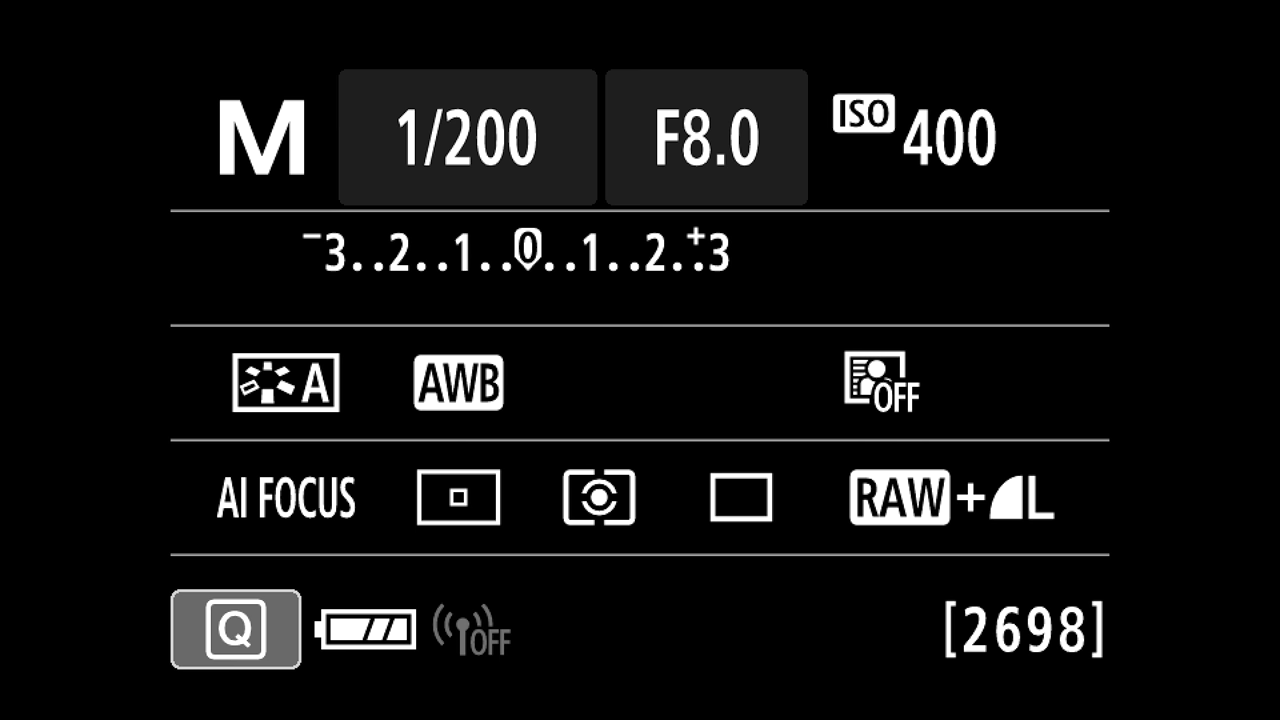 M 1/200 F8.0 ISO 400
-3..2..1..0..1..2..+3
A AWB OFF
AI FOCUS RAW+L
Q OFF [2698]